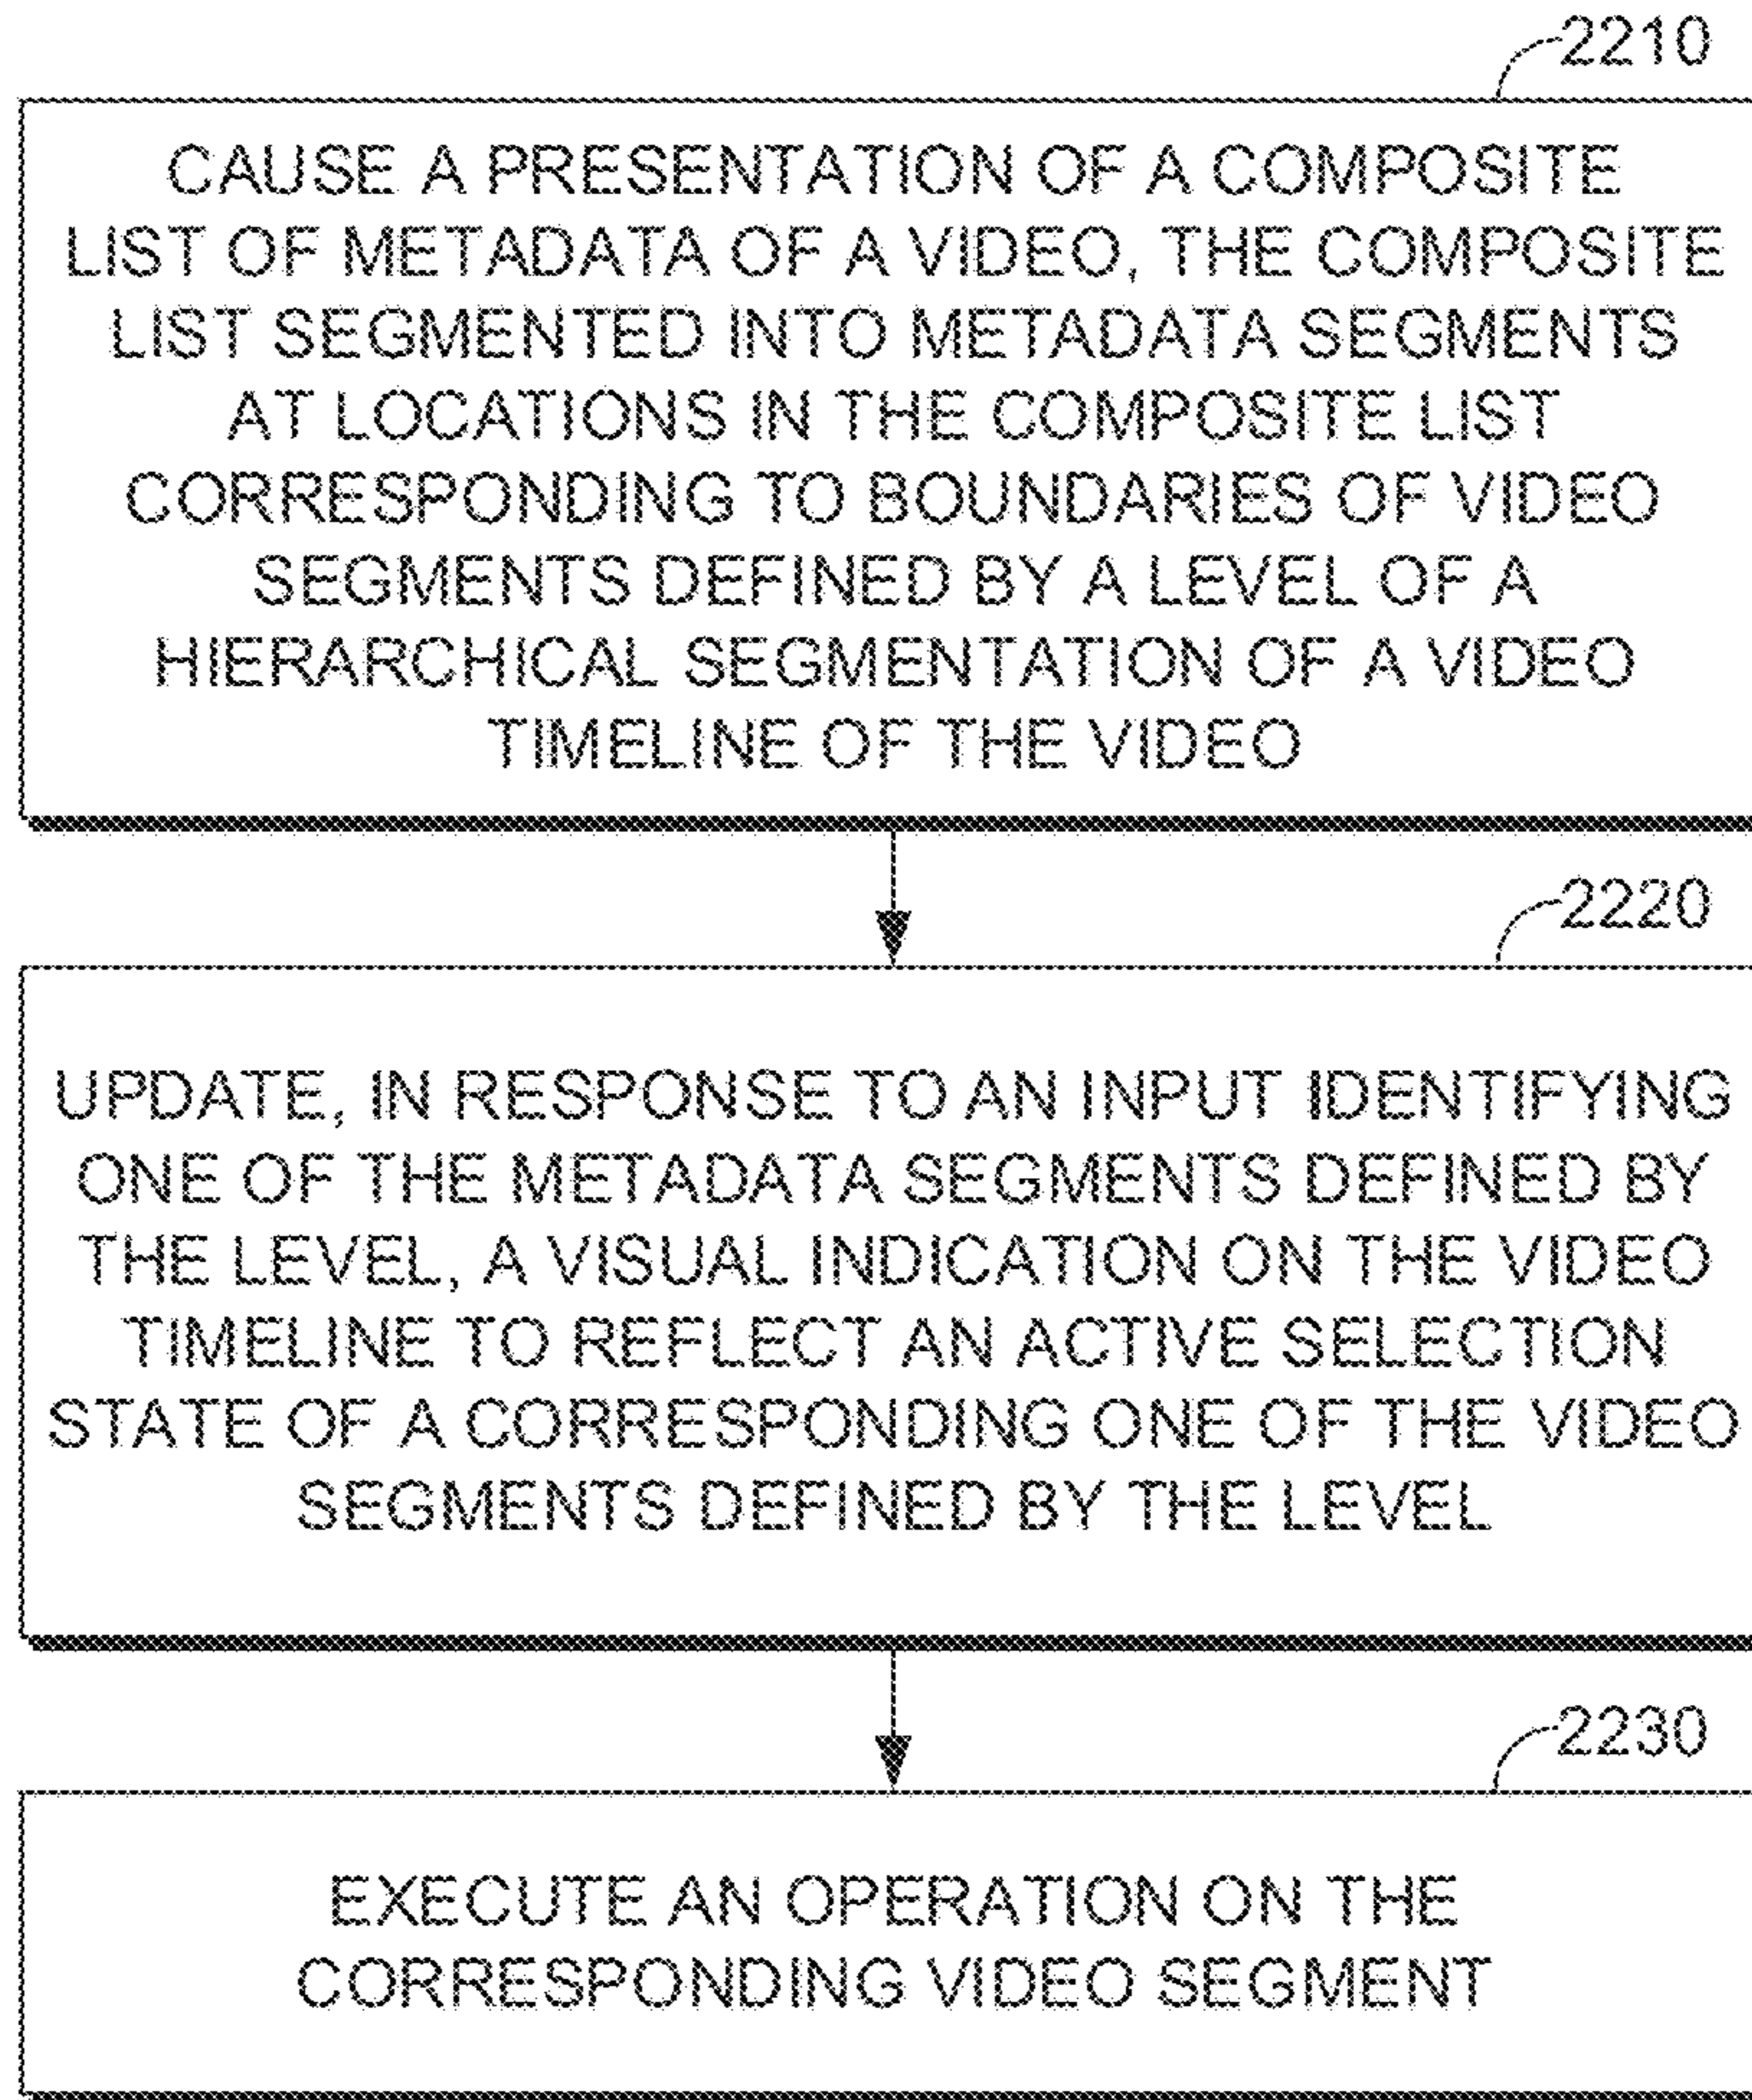 2210
CAUSE A PRESENTATION OF A COMPOSITE
LIST OF METADATA OF A VIDEO, THE COMPOSITE
LIST SEGMENTED INTO METADATA SEGMENTS
AT LOCATIONS IN THE COMPOSITE LIST
CORRESPONDING TO BOUNDARIES OF VIDEO
SEGMENTS DEFINED BY A LEVEL OF A
HIERARCHICAL SEGMENTATION OF A VIDEO
TIMELINE OF THE VIDEO
2220
UPDATE, IN RESPONSE TO AN INPUT IDENTIFYING
ONE OF THE METADATA SEGMENTS DEFINED BY
THE LEVEL, A VISUAL INDICATION ON THE VIDEO
TIMELINE TO REFLECT AN ACTIVE SELECTION
STATE OF A CORRESPONDING ONE OF THE VIDEO
SEGMENTS DEFINED BY THE LEVEL
2230
EXECUTE AN OPERATION ON THE
CORRESPONDING VIDEO SEGMENT